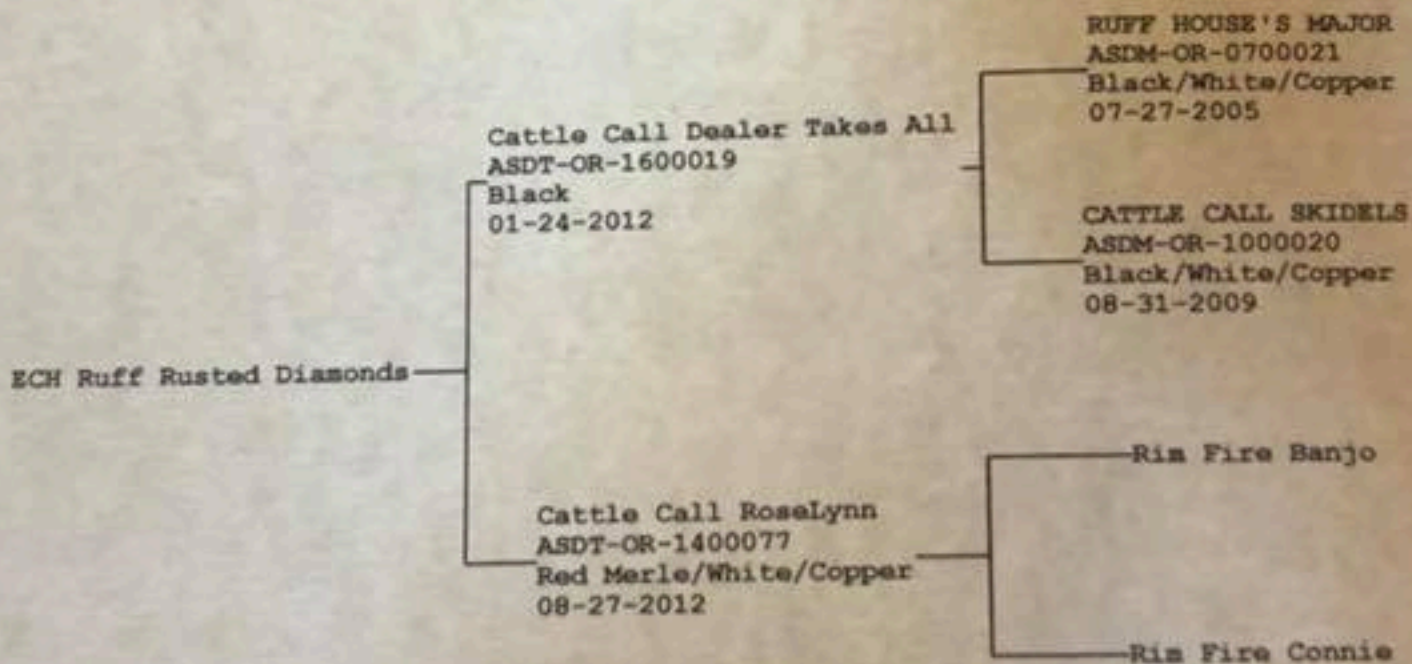 RUFF HOUSE'S MAJOR
ASDM-OR-0700021
Black/White/Copper
07-27-2005
Cattle Call Dealer Takes All
ASDT-OR-1600019
Black
01-24-2012
CATTLE CALL SKIDELS
ASDM-OR-1000020
Black/White/Copper
08-31-2009
ECH Ruff Rusted Diamonds
Rim Fire Banjo
Cattle Call RoseLynn
ASDT-OR-1400077
Red Merle/White/Copper
08-27-2012
Rim Fire Connie